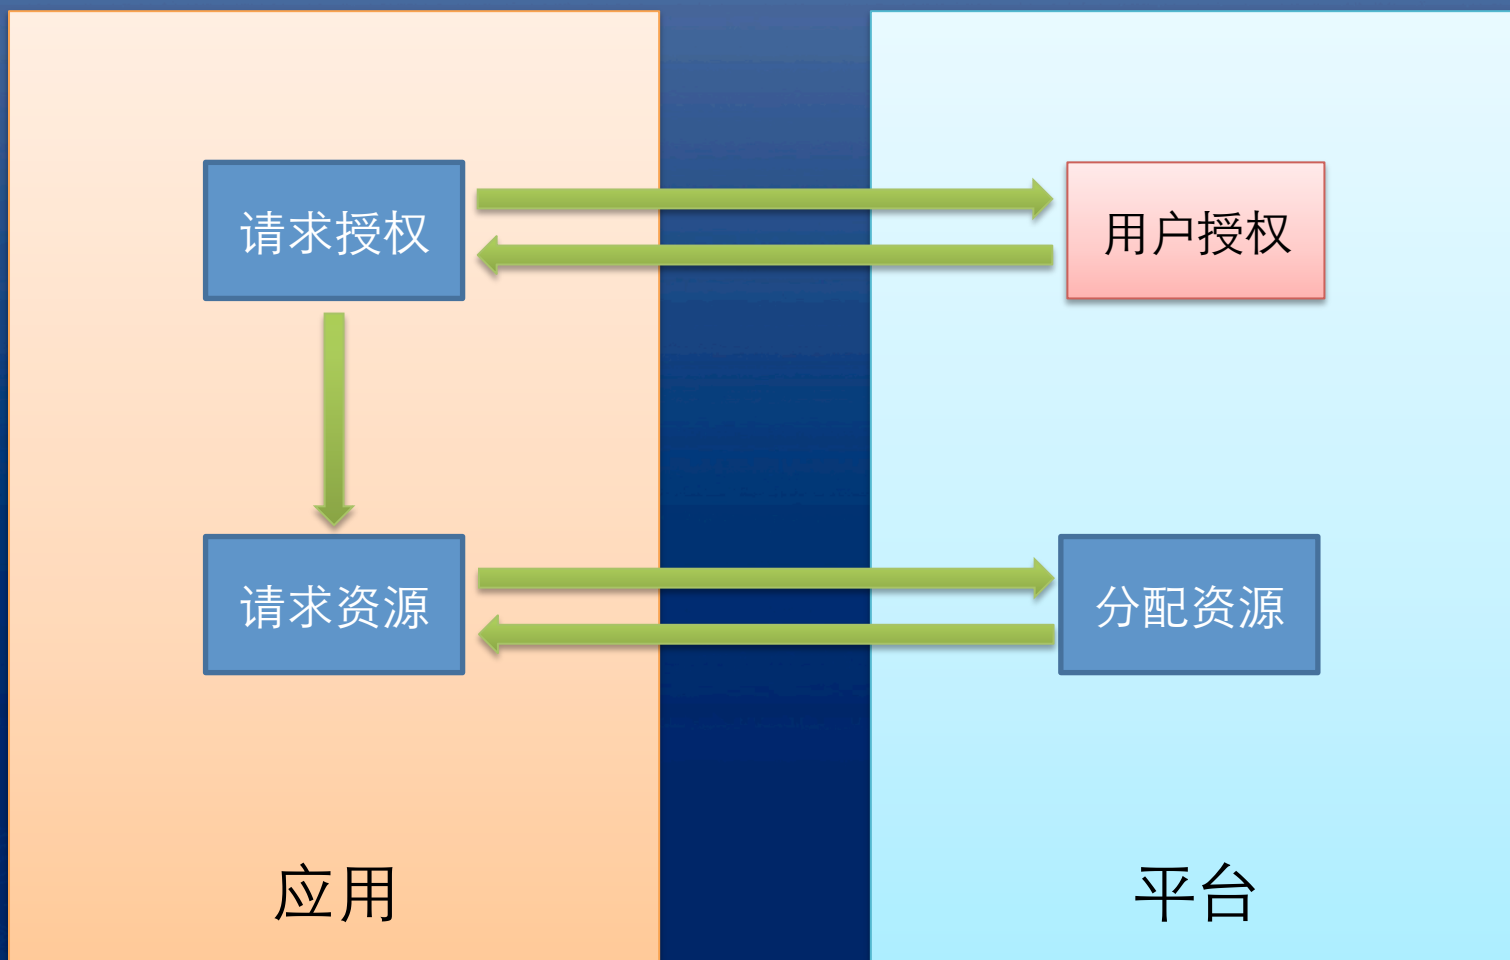 请求授权
用户授权
请求资源
分配资源
应用
平台